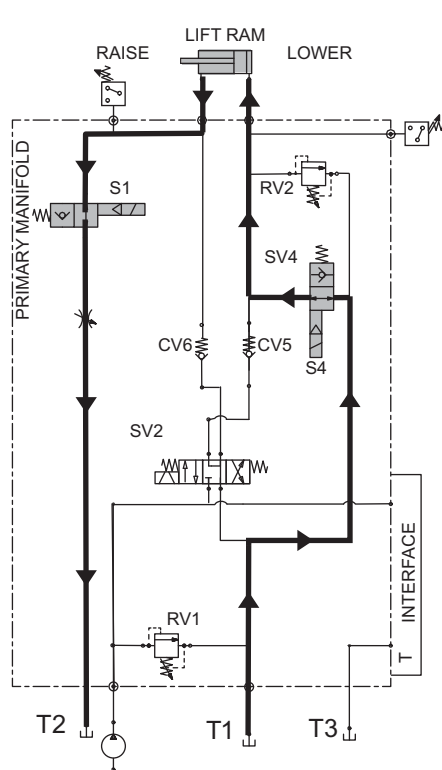 LIFT RAM
RAISE
LOWER
PRIMARY MANIFOLD
S1
RV2
SV4
CV6
CV5
S4
SV2
INTERFACE
T
RV1
T2
T1
T3